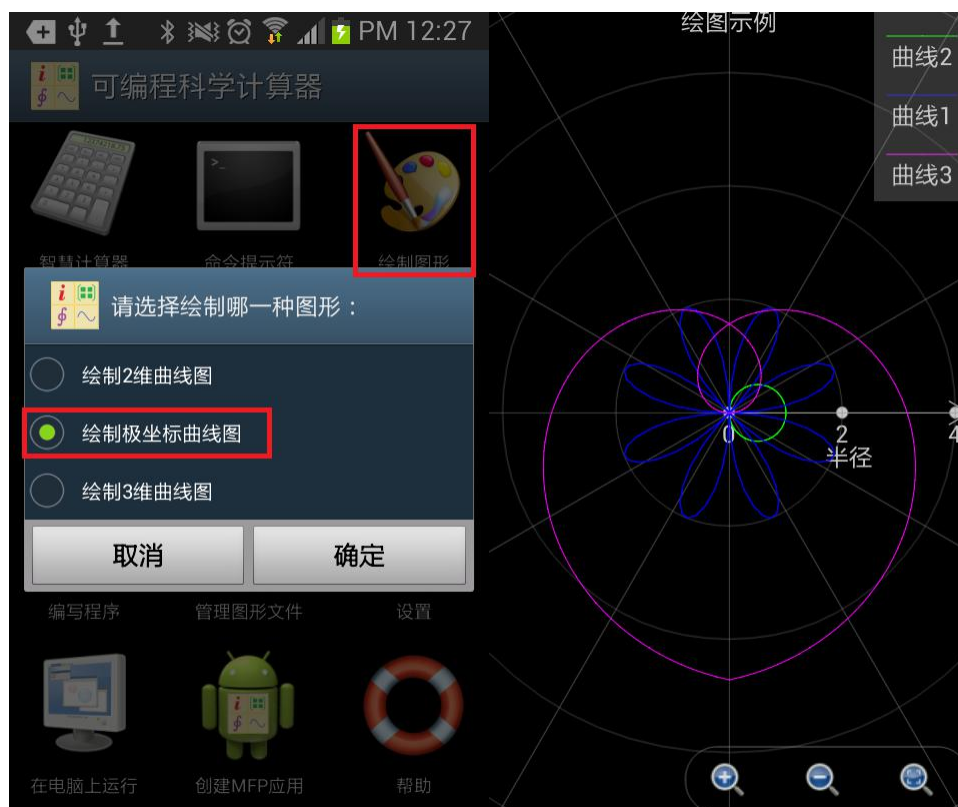 PM 12:27
可编程科学计算器
智慧计算器
命令提示符
绘制图形
请选择绘制哪一种图形：
绘制2维曲线图
绘制极坐标曲线图
绘制3维曲线图
取消
确定
编写程序
管理图形文件
设置
在电脑上运行
创建MFP应用
帮助
绘图示例
曲线2
曲线1
曲线3
0
2
4
半径